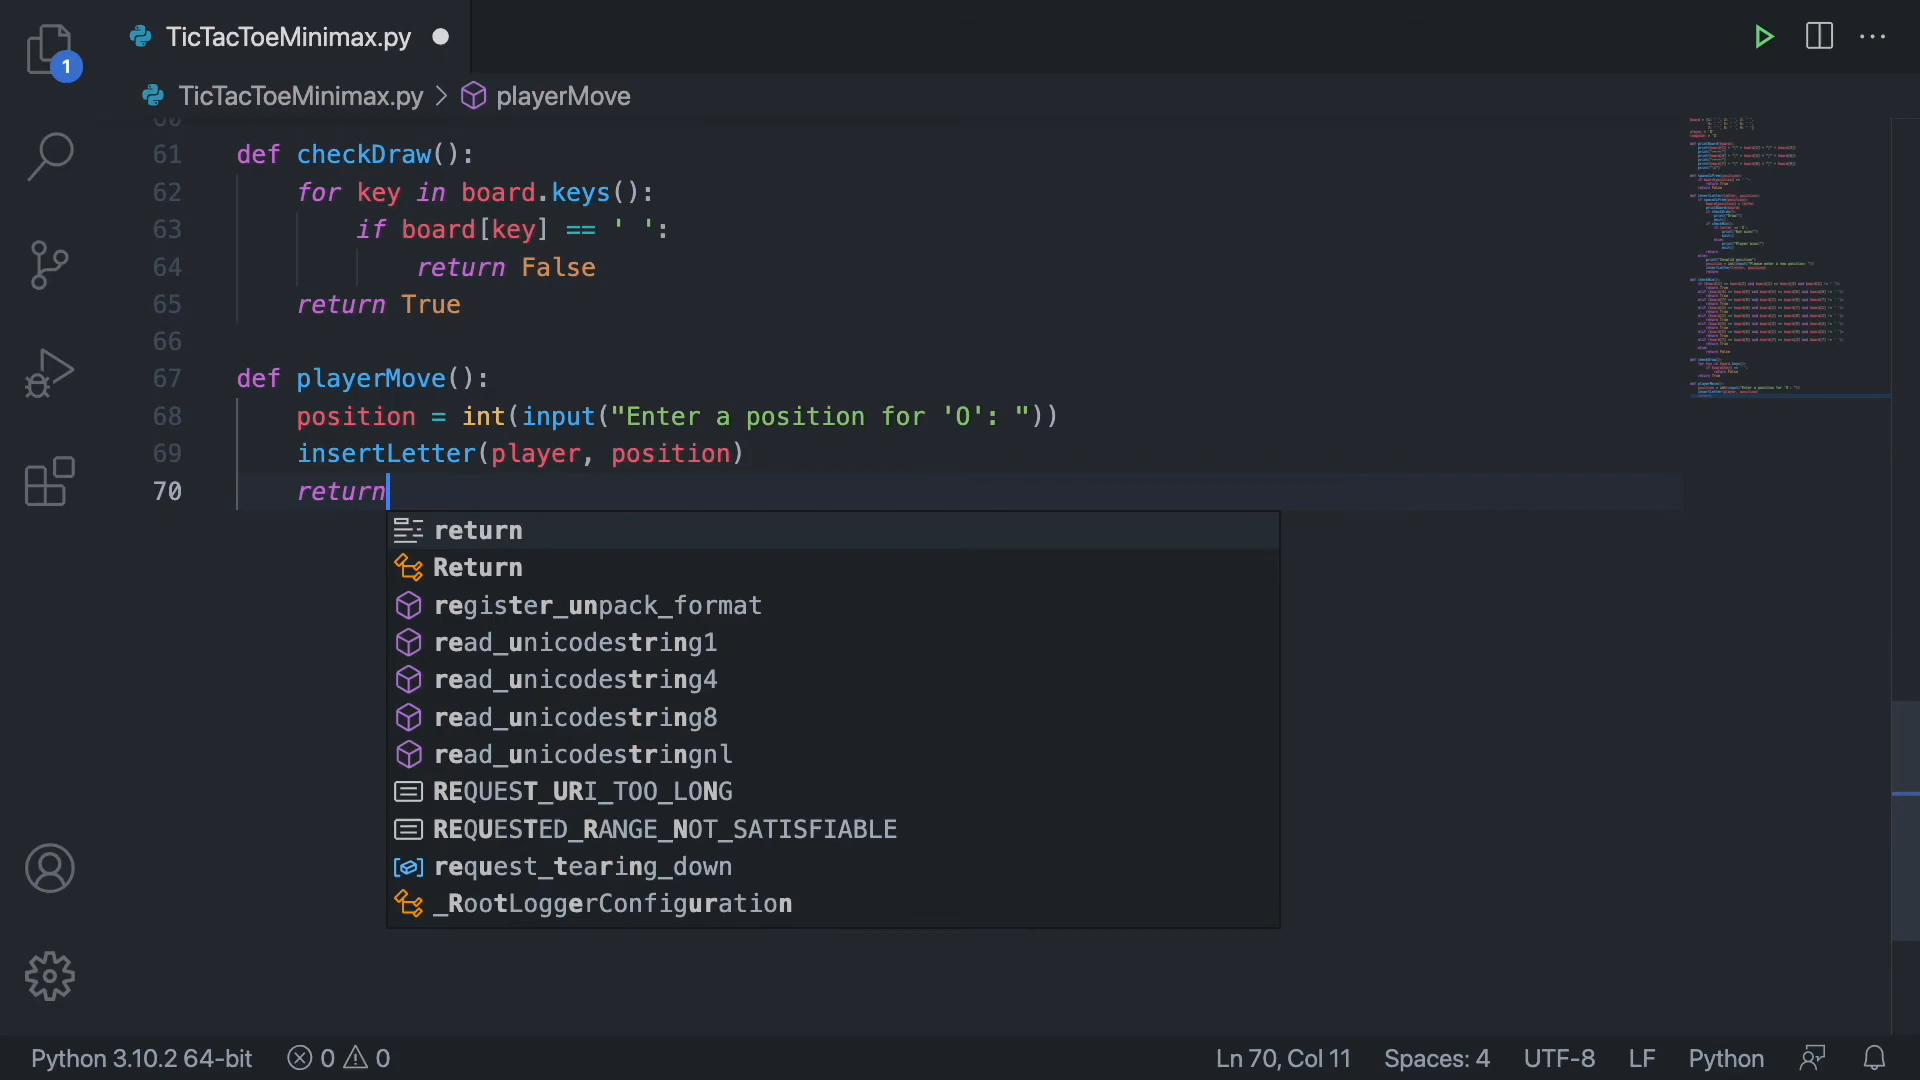 TicTacToeMinimax.py
1
TicTacToeMinimax.py > playerMove
61 def checkDraw():
62 for key in board.keys():
63 if board[key] == ' ':
64 return False
65 return True
66
67 def playerMove():
68 position = int(input("Enter a position for 'O': "))
69 insertLetter(player, position)
70 return
return
Return
register_unpack_format
read_unicodestring1
read_unicodestring4
read_unicodestring8
read_unicodestringnl
REQUEST_URI_TOO_LONG
REQUESTED_RANGE_NOT_SATISFIABLE
request_tearing_down
_RootLoggerConfiguration
Python 3.10.2 64-bit 0 0 Ln 70, Col 11 Spaces: 4 UTF-8 LF Python